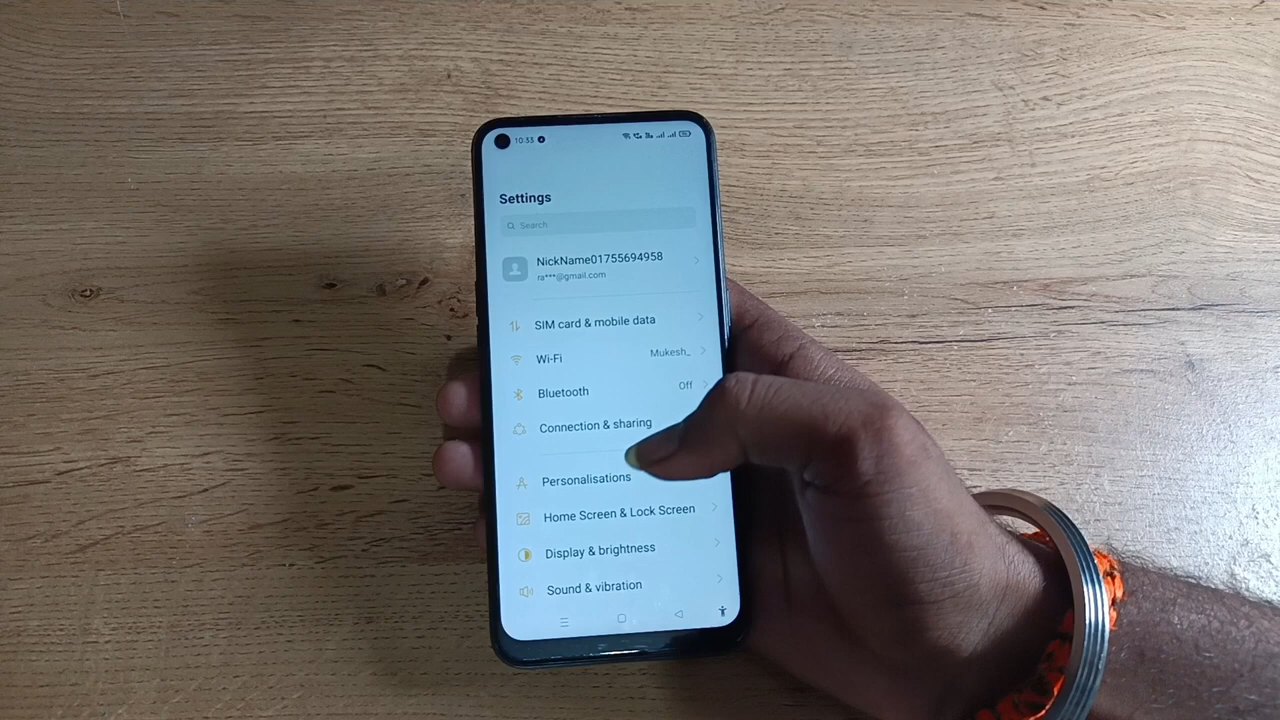 10:35
Settings
Search
NickName01755694958
ra***@gmail.com
SIM card & mobile data
Wi-Fi Mukesh_
Bluetooth Off
Connection & sharing
Personalisations
Home Screen & Lock Screen
Display & brightness
Sound & vibration